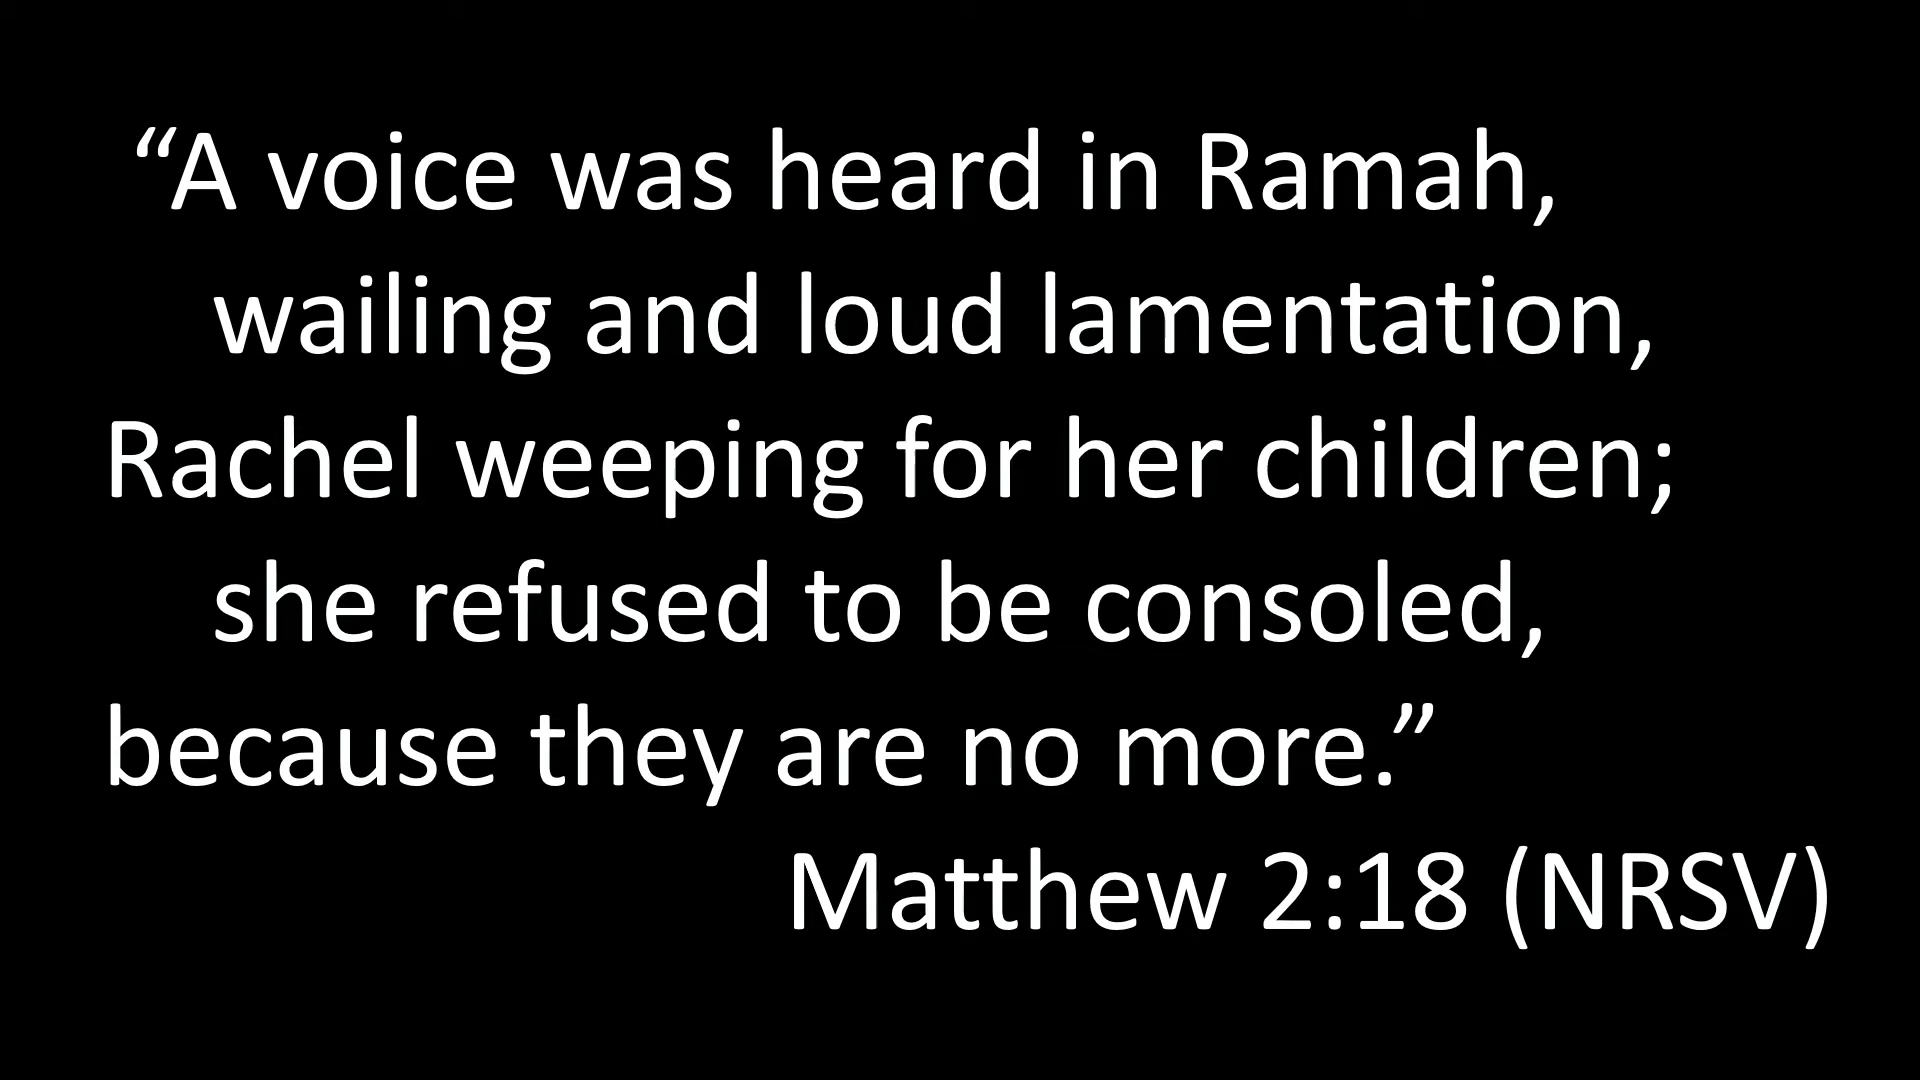 “A voice was heard in Ramah,
wailing and loud lamentation,
Rachel weeping for her children;
she refused to be consoled,
because they are no more.”
Matthew 2:18 (NRSV)